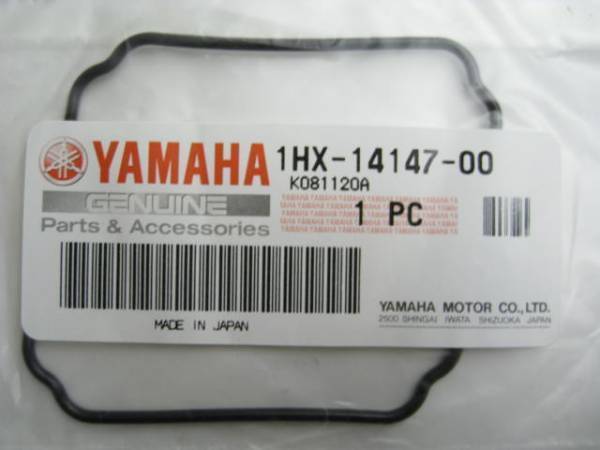 YAMAHA 1HX-14147-00
K081120A
GENUINE
Parts & Accessories
1 PC
MADE IN JAPAN
YAMAHA MOTOR CO.,LTD.
2500 SHINGAI IWATA SHIZUOKA JAPAN